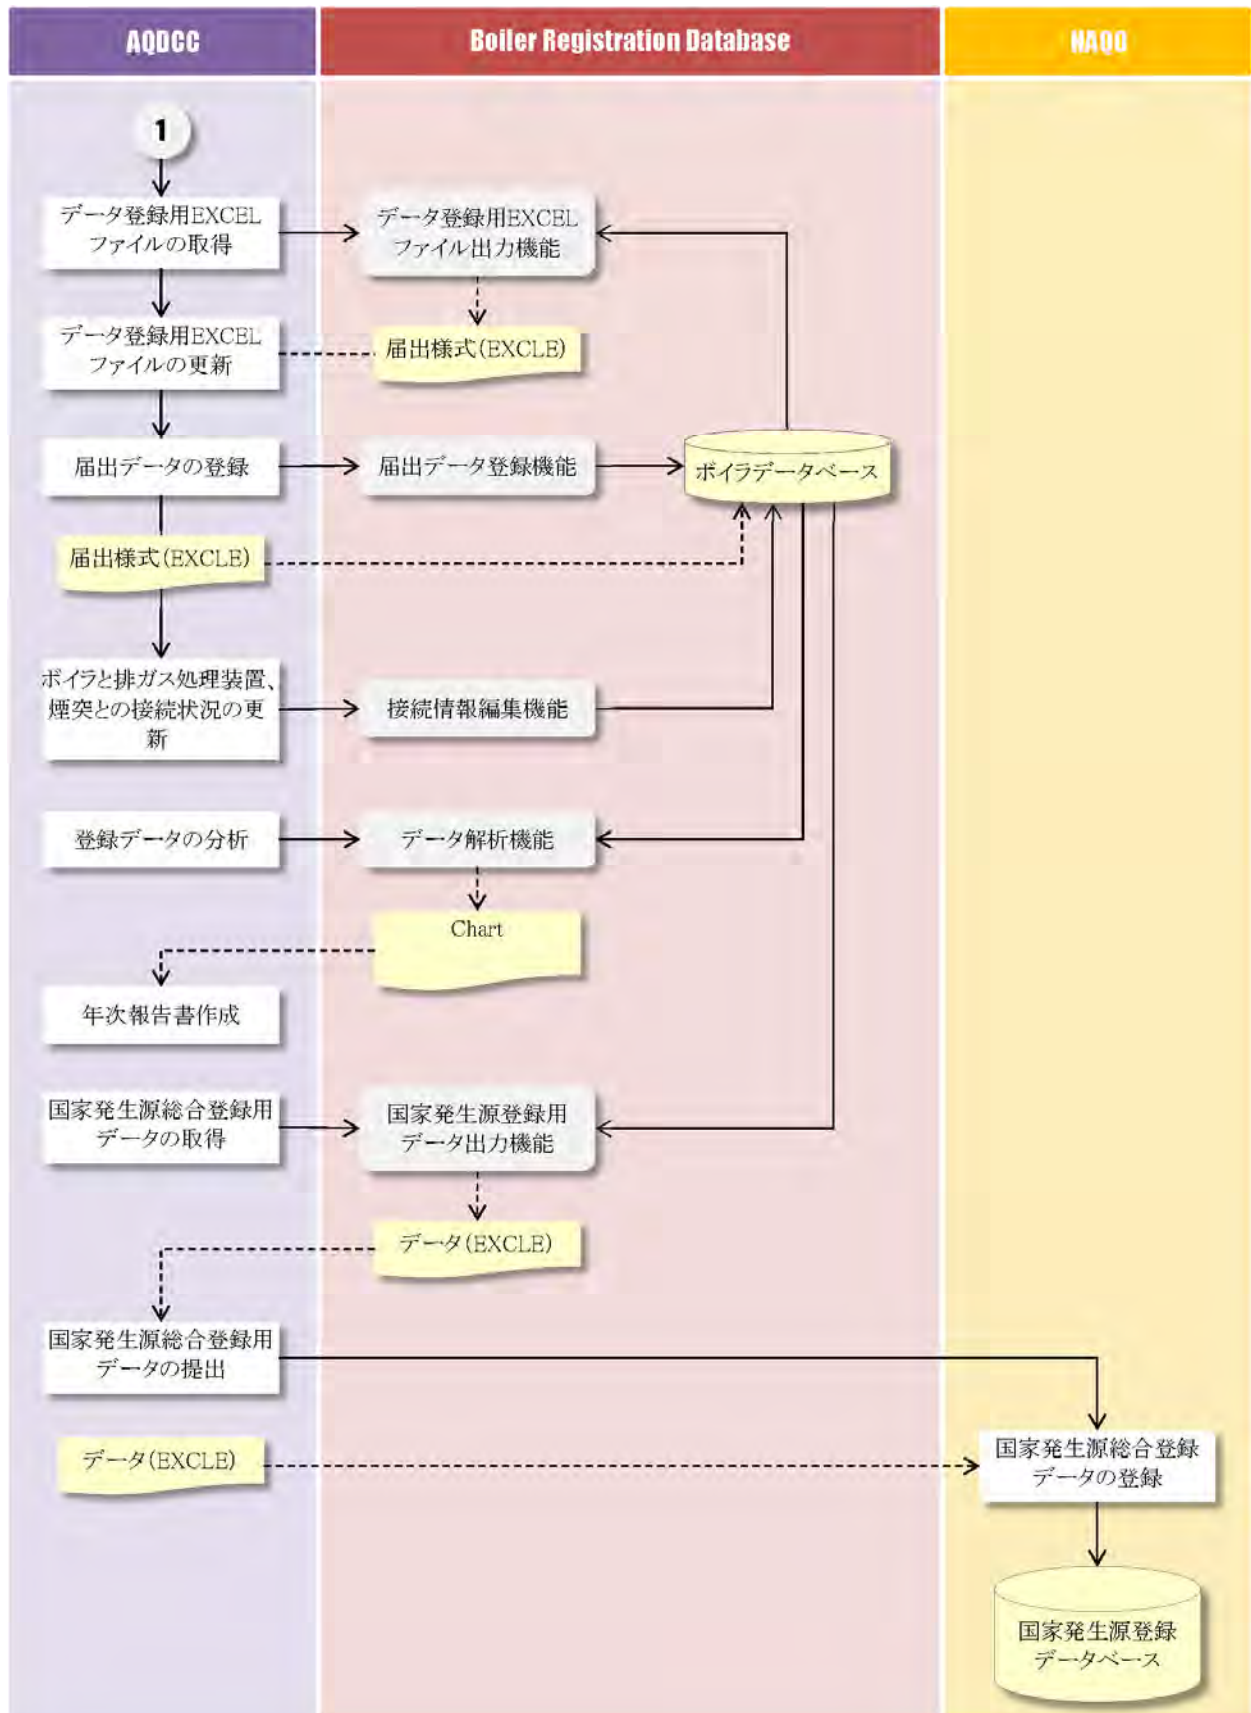 AQDCC
Boiler Registration Database
NAQO
1
データ登録用EXCEL
ファイルの取得
データ登録用EXCEL
ファイル出力機能
データ登録用EXCEL
ファイルの更新
届出様式(EXCLE)
届出データの登録
届出データ登録機能
ボイラデータベース
届出様式(EXCLE)
ボイラと排ガス処理装置、
煙突との接続状況の更
新
接続情報編集機能
登録データの分析
データ解析機能
Chart
年次報告書作成
国家発生源総合登録用
データの取得
国家発生源登録用
データ出力機能
データ(EXCLE)
国家発生源総合登録用
データの提出
データ(EXCLE)
国家発生源総合登録
データの登録
国家発生源登録
データベース